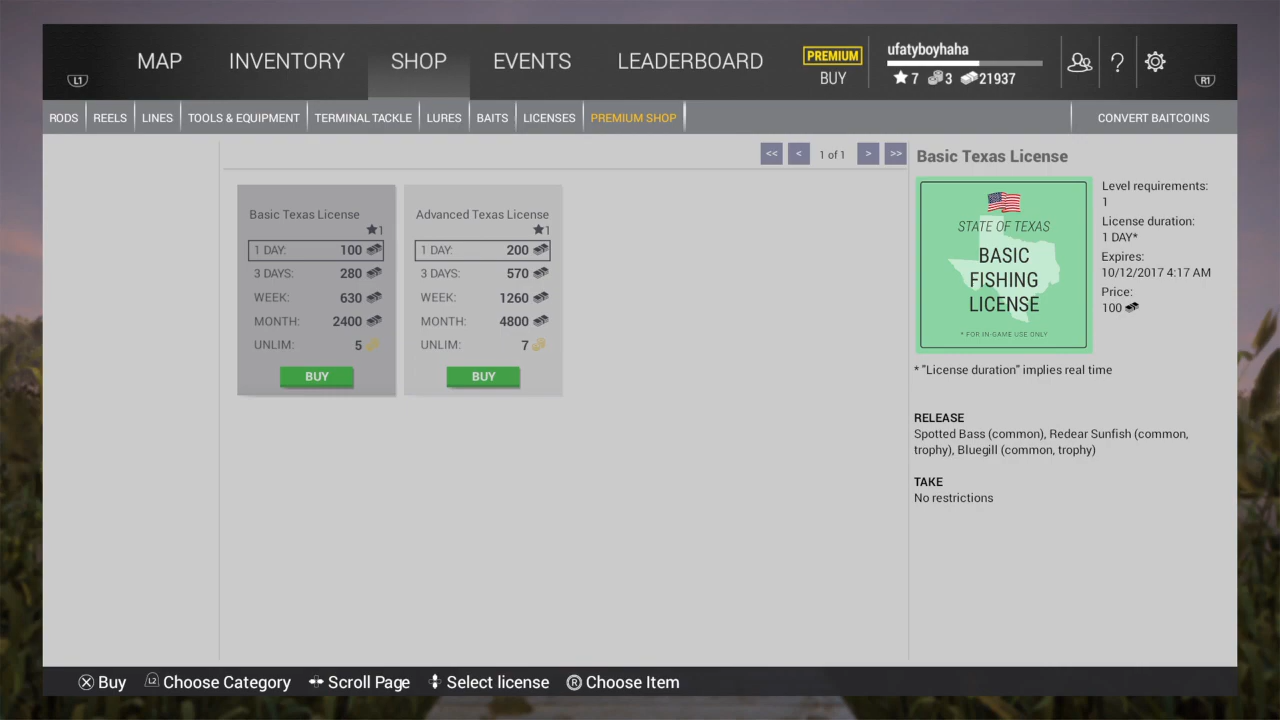 MAP INVENTORY SHOP EVENTS LEADERBOARD
L1
PREMIUM
BUY
ufatyboyhaha
7 3 21937
?
R1
RODS REELS LINES TOOLS & EQUIPMENT TERMINAL TACKLE LURES BAITS LICENSES PREMIUM SHOP CONVERT BAITCOINS
<< < 1 of 1 > >>
Basic Texas License
1
1 DAY: 100
3 DAYS: 280
WEEK: 630
MONTH: 2400
UNLIM: 5
BUY
Advanced Texas License
1
1 DAY: 200
3 DAYS: 570
WEEK: 1260
MONTH: 4800
UNLIM: 7
BUY
Basic Texas License
STATE OF TEXAS
BASIC
FISHING
LICENSE
* FOR IN-GAME USE ONLY
Level requirements:
1
License duration:
1 DAY*
Expires:
10/12/2017 4:17 AM
Price:
100
* "License duration" implies real time
RELEASE
Spotted Bass (common), Redear Sunfish (common,
trophy), Bluegill (common, trophy)
TAKE
No restrictions
Buy L2 Choose Category Scroll Page Select license R Choose Item